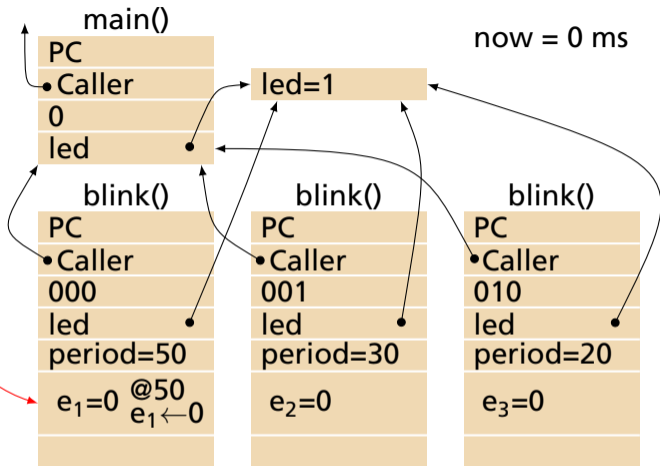 main()
PC
Caller
0
led
led=1
now = 0 ms
blink()
PC
Caller
000
led
period=50
e₁=0 @50
e₁←0
blink()
PC
Caller
001
led
period=30
e₂=0
blink()
PC
Caller
010
led
period=20
e₃=0